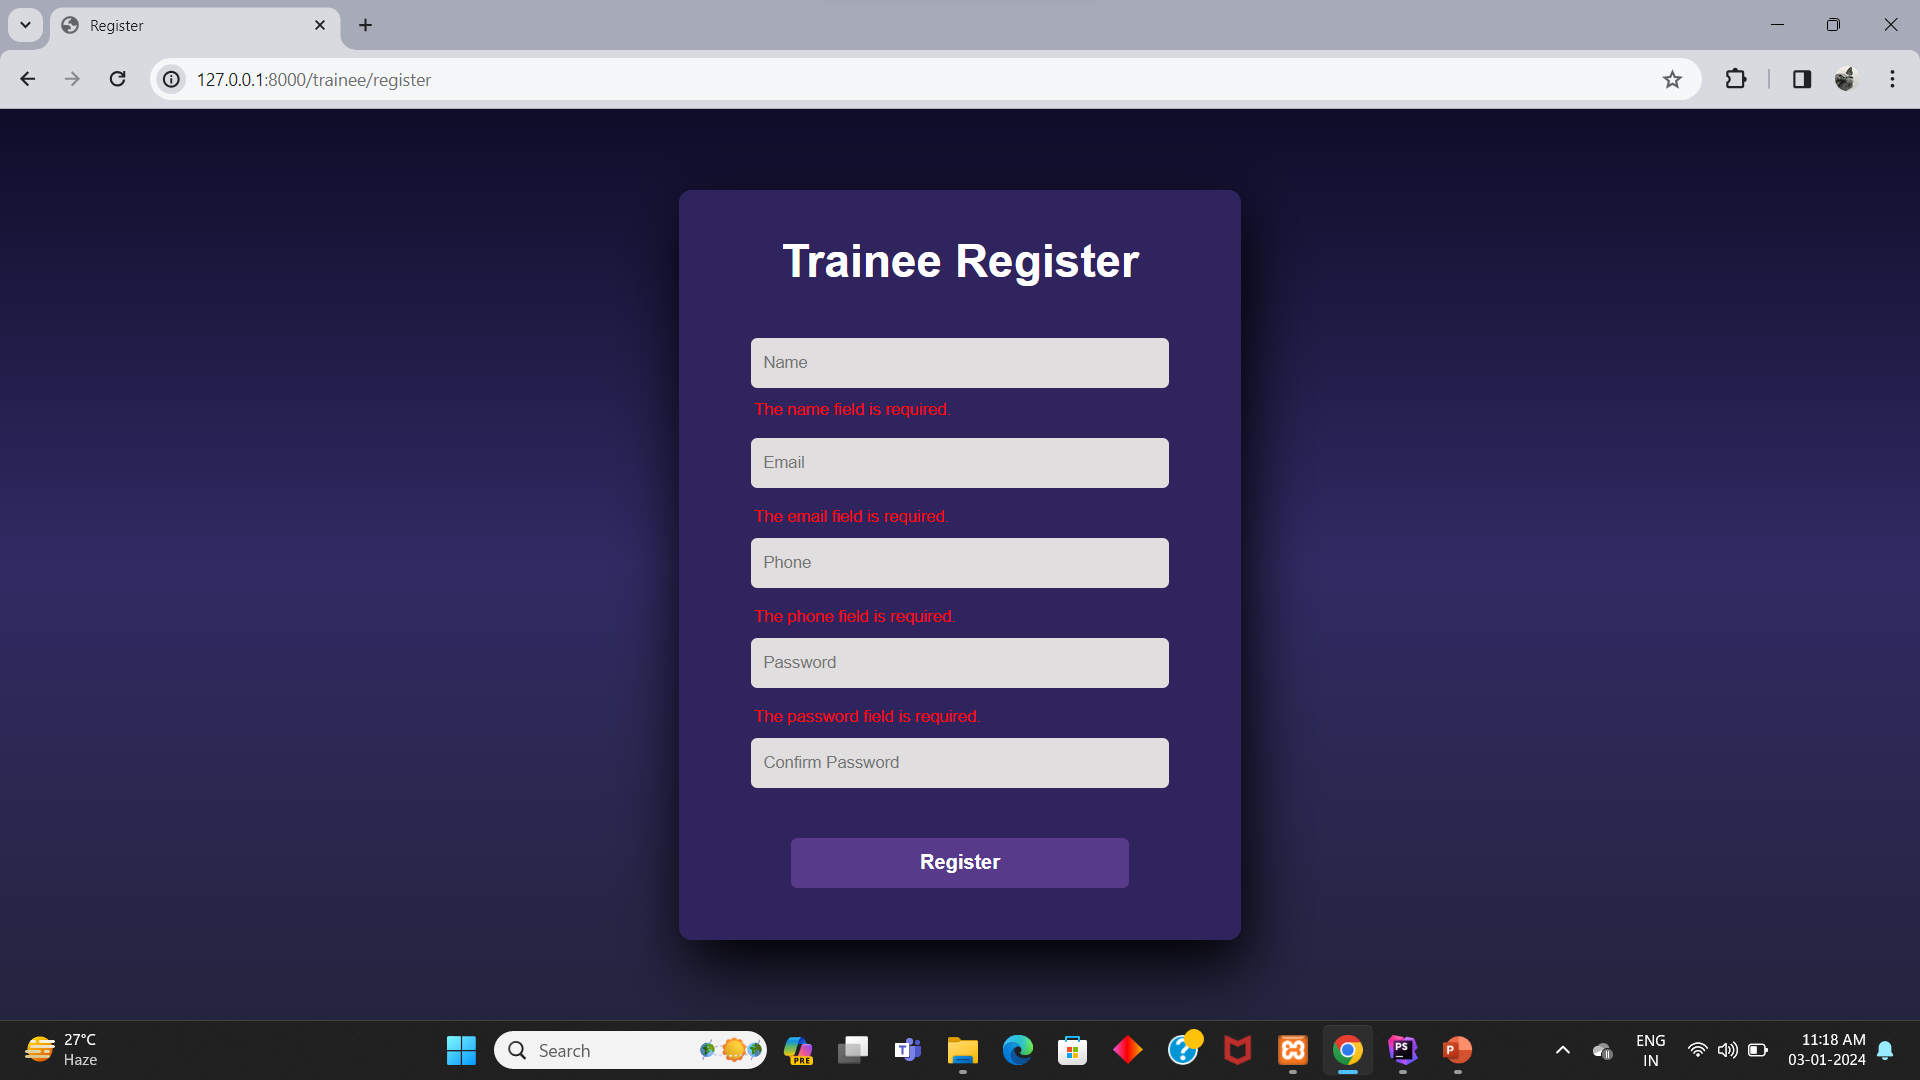 Register
127.0.0.1:8000/trainee/register
Trainee Register
Name
The name field is required.
Email
The email field is required.
Phone
The phone field is required.
Password
The password field is required.
Confirm Password
Register
27°C
Haze
Search
PRE
T
?
PS
P
ENG
IN
11:18 AM
03-01-2024